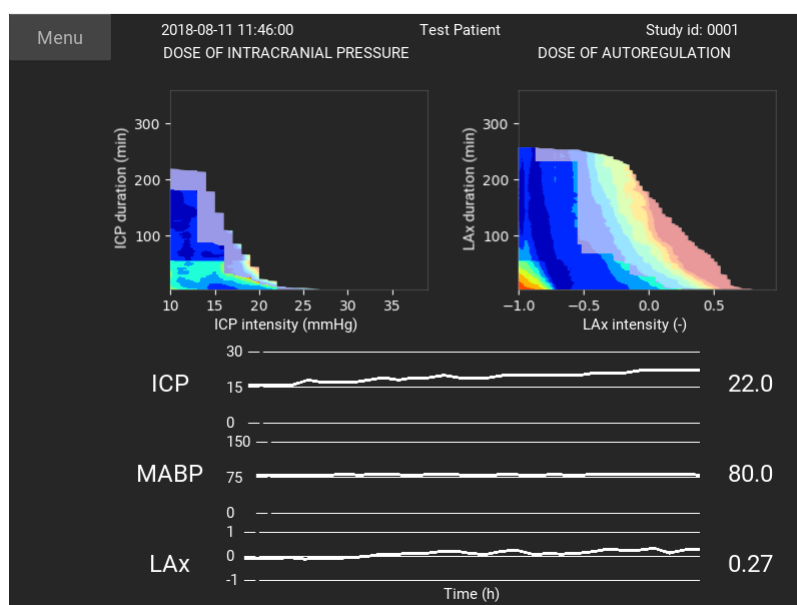 Menu
2018-08-11 11:46:00 Test Patient Study id: 0001
DOSE OF INTRACRANIAL PRESSURE DOSE OF AUTOREGULATION
ICP duration (min)
300
200
100
10 15 20 25 30 35
ICP intensity (mmHg)
LAx duration (min)
300
200
100
−1.0 −0.5 0.0 0.5
LAx intensity (-)
30
ICP 15 22.0
0
150
MABP 75 80.0
0
1
LAx 0 0.27
-1
Time (h)